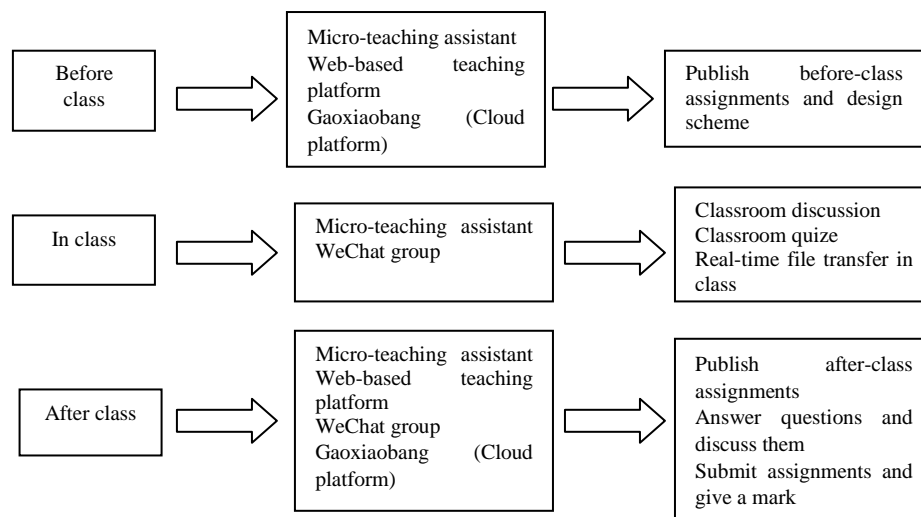 Before
class
Micro-teaching assistant
Web-based teaching
platform
Gaoxiaobang (Cloud
platform)
Publish before-class
assignments and design
scheme
In class
Micro-teaching assistant
WeChat group
Classroom discussion
Classroom quize
Real-time file transfer in
class
After class
Micro-teaching assistant
Web-based teaching
platform
WeChat group
Gaoxiaobang (Cloud
platform)
Publish after-class
assignments
Answer questions and
discuss them
Submit assignments and
give a mark